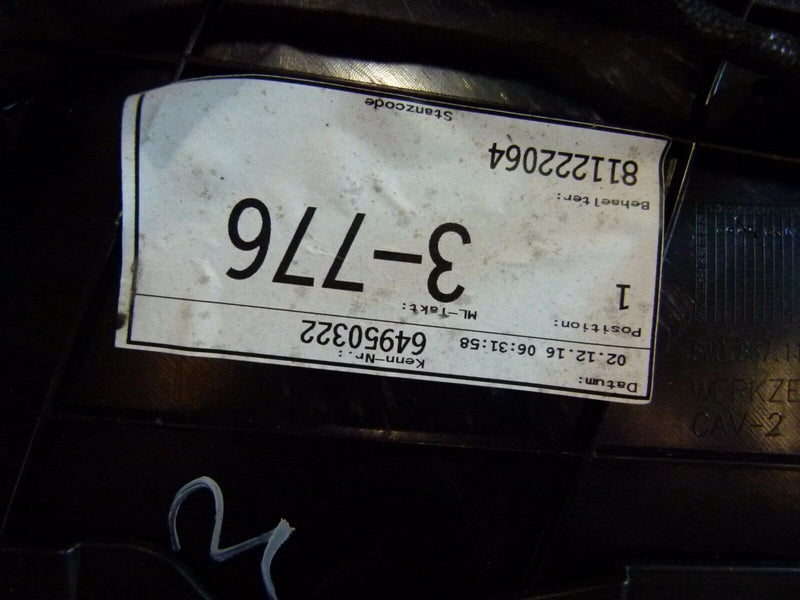 Datum: Kenn-Nr.:
02.12.16 06:31:58 64950322
Position: ML-Takt:
1 3-776
Behaelter:
811222064
Stanzcode
CAV-2